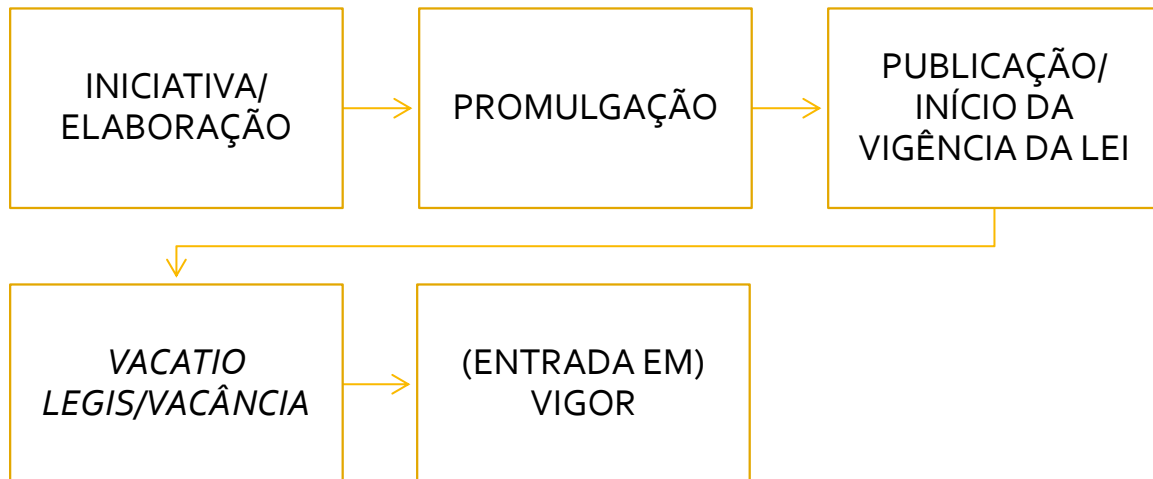 INICIATIVA/
ELABORAÇÃO
PROMULGAÇÃO
PUBLICAÇÃO/
INÍCIO DA
VIGÊNCIA DA LEI
VACATIO
LEGIS/VACÂNCIA
(ENTRADA EM)
VIGOR